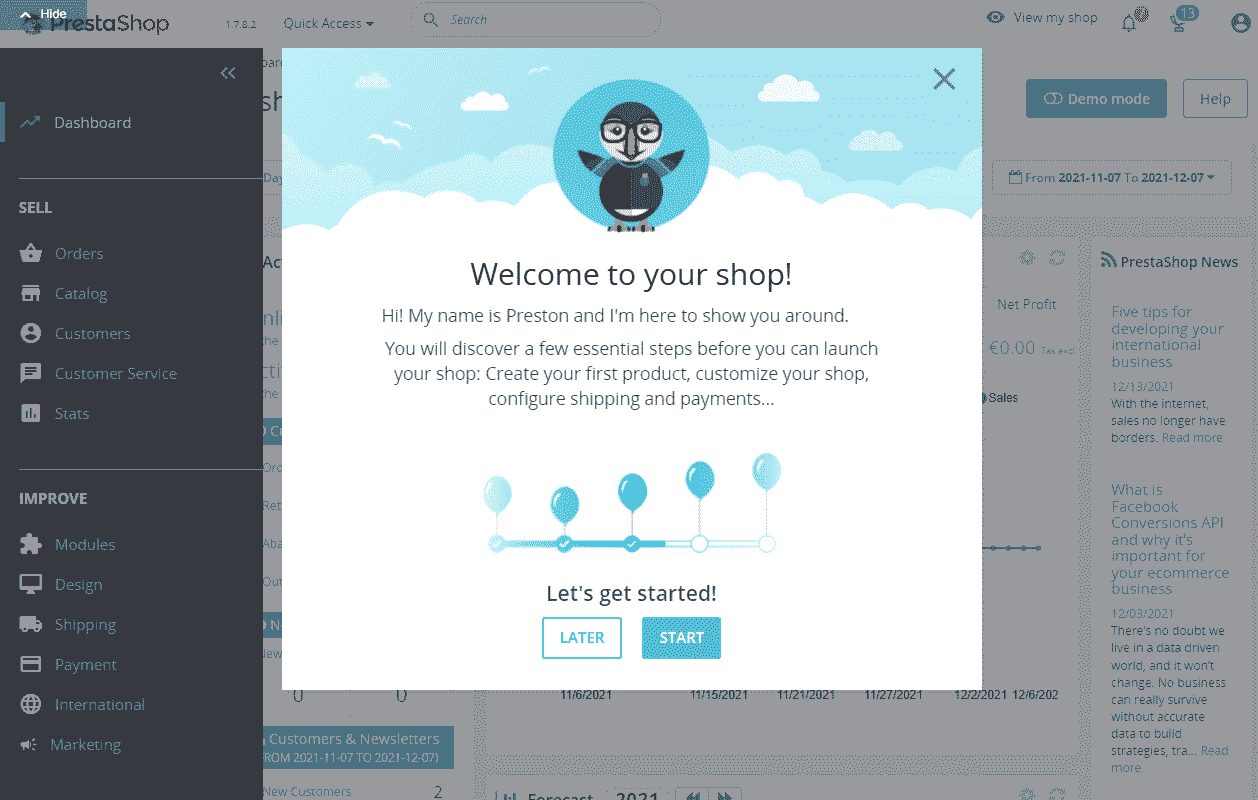 Hide
PrestaShop
1.7.8.2
Quick Access
Search
View my shop
13
Demo mode
Help
Dashboard
From 2021-11-07 To 2021-12-07
SELL
Orders
Catalog
Customers
Customer Service
Stats
IMPROVE
Modules
Design
Shipping
Payment
International
Marketing
Welcome to your shop!
Hi! My name is Preston and I'm here to show you around.
You will discover a few essential steps before you can launch
your shop: Create your first product, customize your shop,
configure shipping and payments...
Let's get started!
LATER
START
Net Profit
€0.00 Tax excl.
Sales
0
0
11/6/2021
11/15/2021
11/21/2021
11/27/2021
12/2/2021
12/6/202
Customers & Newsletters
FROM 2021-11-07 TO 2021-12-07)
New Customers
2
Forecast
2021
PrestaShop News
Five tips for
developing your
international
business
12/13/2021
With the internet,
sales no longer have
borders. Read more
What is
Facebook
Conversions API
and why it's
important for
your ecommerce
business
12/03/2021
There's no doubt we
live in a data driven
world, and it won't
change. No business
can really survive
without accurate
data to build
strategies, tra... Read
more